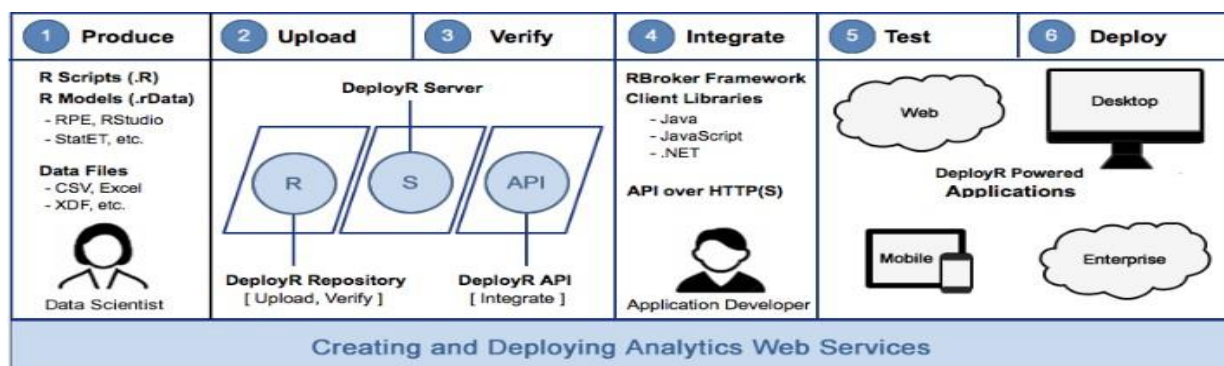 1 Produce
2 Upload
3 Verify
4 Integrate
5 Test
6 Deploy
R Scripts (.R)
R Models (.rData)
- RPE, RStudio
- StatET, etc.
Data Files
- CSV, Excel
- XDF, etc.
Data Scientist
DeployR Server
R
S
API
DeployR Repository
[ Upload, Verify ]
DeployR API
[ Integrate ]
RBroker Framework
Client Libraries
- Java
- JavaScript
- .NET
API over HTTP(S)
Application Developer
Web
Desktop
DeployR Powered
Applications
Mobile
Enterprise
Creating and Deploying Analytics Web Services